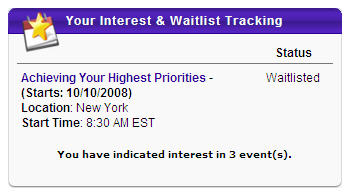 Your Interest & Waitlist Tracking
Status
Achieving Your Highest Priorities - Waitlisted
(Starts: 10/10/2008)
Location: New York
Start Time: 8:30 AM EST
You have indicated interest in 3 event(s).